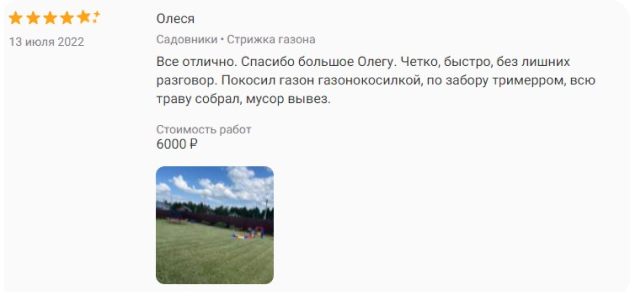 Олеся
13 июля 2022
Садовники • Стрижка газона
Все отлично. Спасибо большое Олегу. Четко, быстро, без лишних
разговор. Покосил газон газонокосилкой, по забору тримерром, всю
траву собрал, мусор вывез.
Стоимость работ
6000 ₽